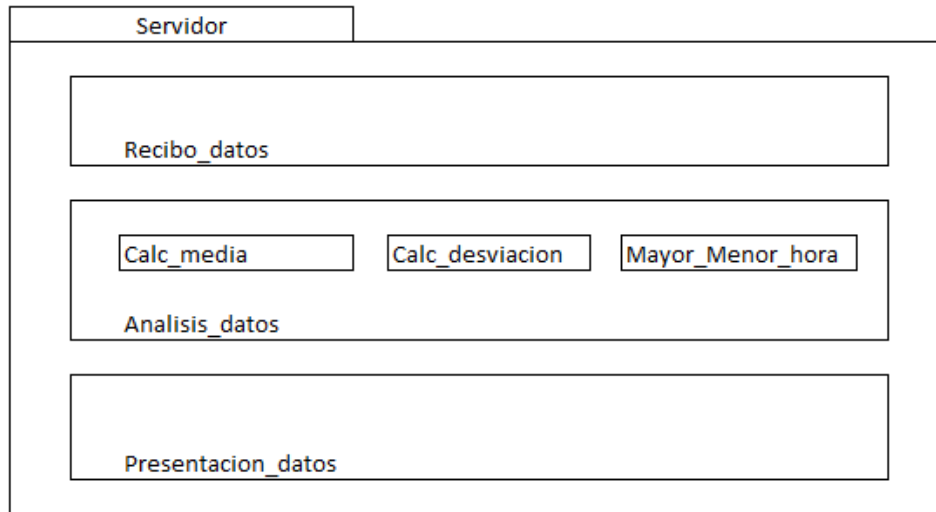 Servidor
Recibo_datos
Calc_media
Calc_desviacion
Mayor_Menor_hora
Analisis_datos
Presentacion_datos